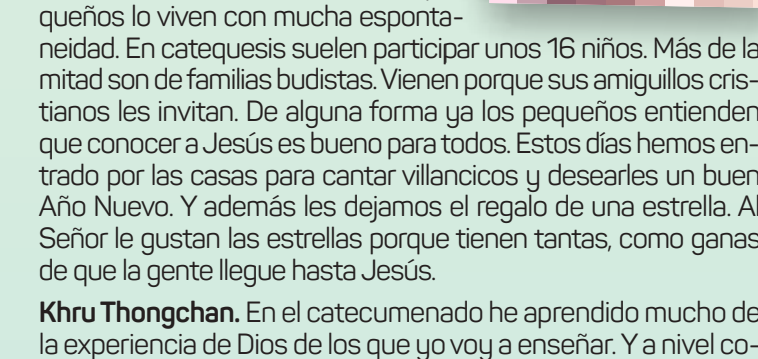 queños lo viven con mucha esponta-
neidad. En catequesis suelen participar unos 16 niños. Más de la
mitad son de familias budistas. Vienen porque sus amiguillos cris-
tianos les invitan. De alguna forma ya los pequeños entienden
que conocer a Jesús es bueno para todos. Estos días hemos en-
trado por las casas para cantar villancicos y desearles un buen
Año Nuevo. Y además les dejamos el regalo de una estrella. Al
Señor le gustan las estrellas porque tienen tantas, como ganas
de que la gente llegue hasta Jesús.
Khru Thongchan. En el catecumenado he aprendido mucho de
la experiencia de Dios de los que yo voy a enseñar. Y a nivel co-